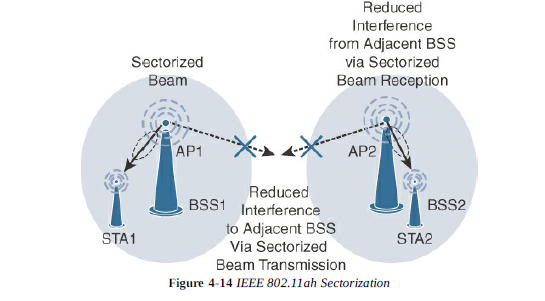 Reduced
Interference
from Adjacent BSS
via Sectorized
Beam Reception
Sectorized
Beam
AP1
AP2
BSS1
BSS2
STA1
STA2
Reduced
Interference
to Adjacent BSS
Via Sectorized
Beam Transmission
Figure 4-14 IEEE 802.11ah Sectorization